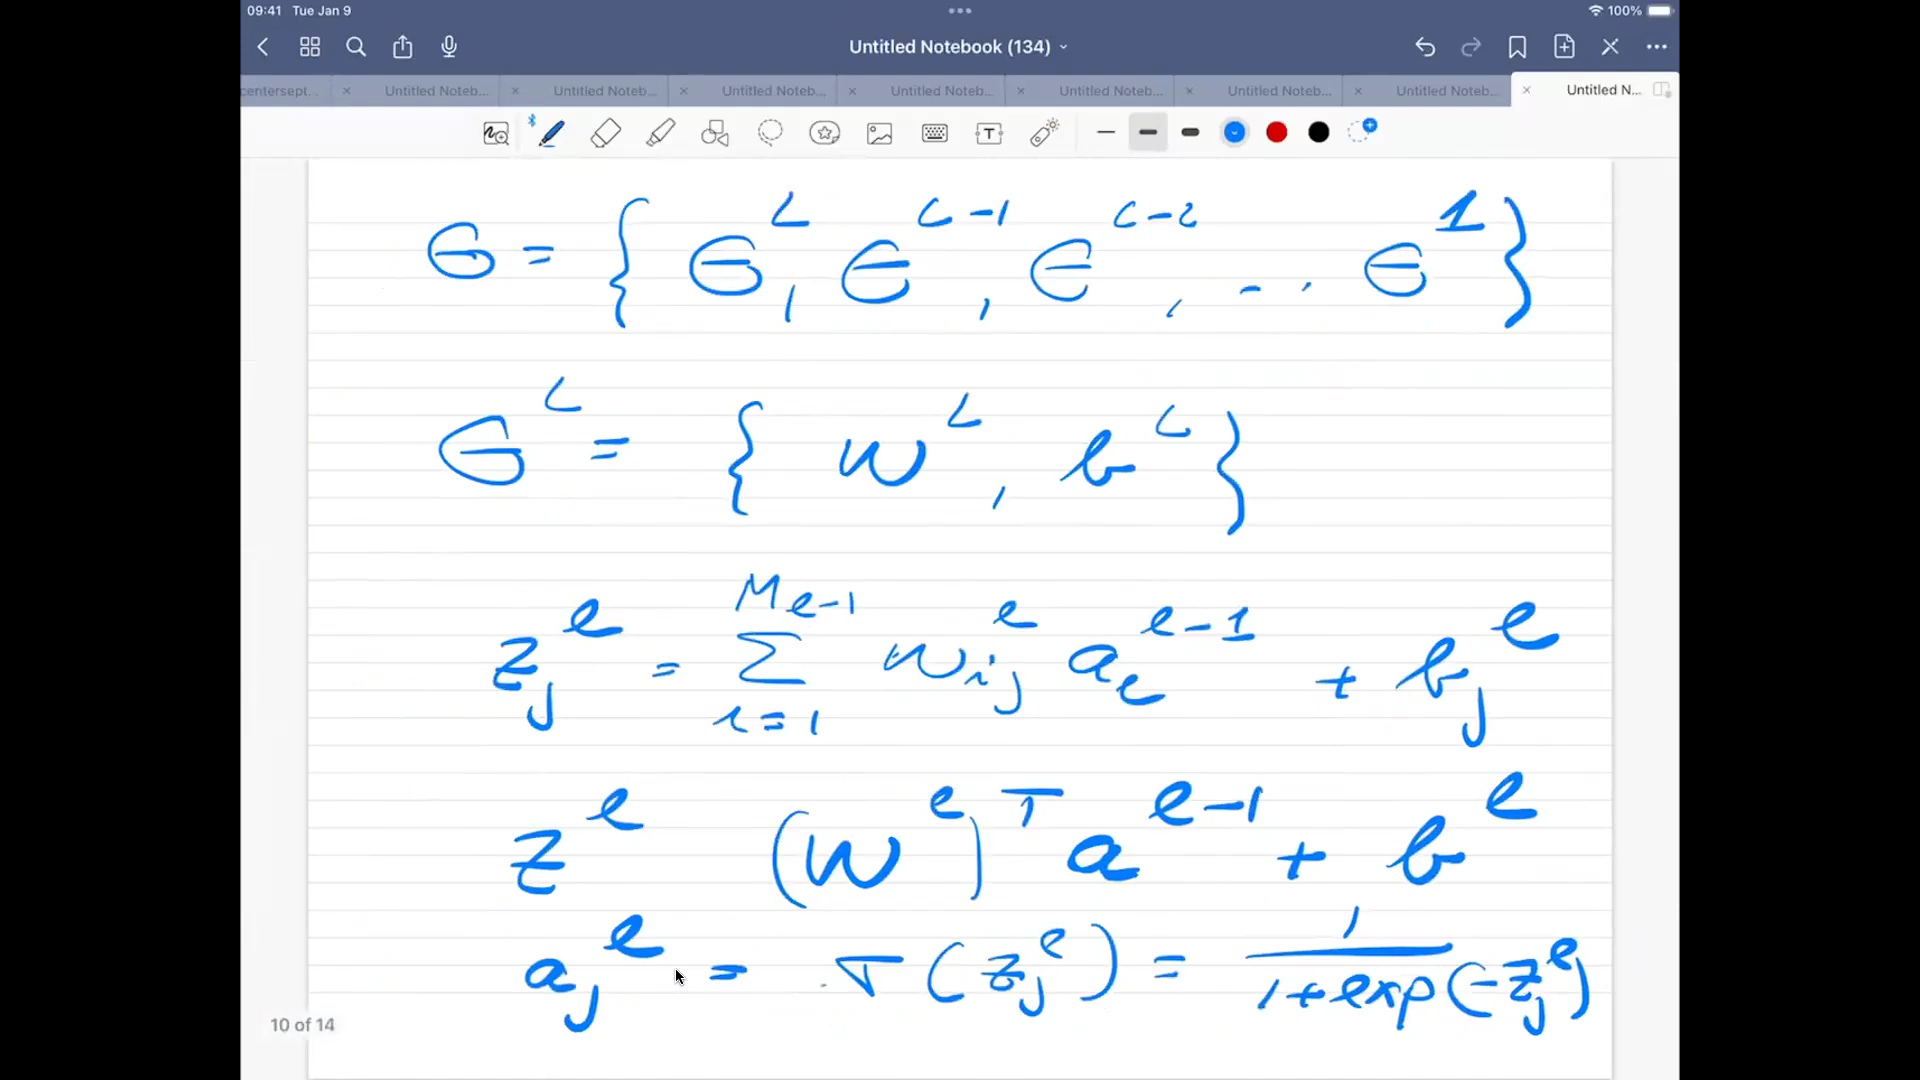 09:41 Tue Jan 9 100%
Untitled Notebook (134)
centersept... Untitled Noteb... Untitled Noteb... Untitled Noteb... Untitled Noteb... Untitled Noteb... Untitled Noteb... Untitled Noteb... Untitled N...
Θ = { Θ^L, Θ^{L-1}, Θ^{L-2}, ... Θ^1 }
Θ^L = { w^L, b^L }
z_j^l = Σ_{i=1}^{M_{l-1}} w_{ij}^l a_l^{l-1} + b_j^l
z^l (w^l)^T a^{l-1} + b^l
a_j^l = σ(z_j^l) = 1/(1+exp(-z_j^l)
10 of 14